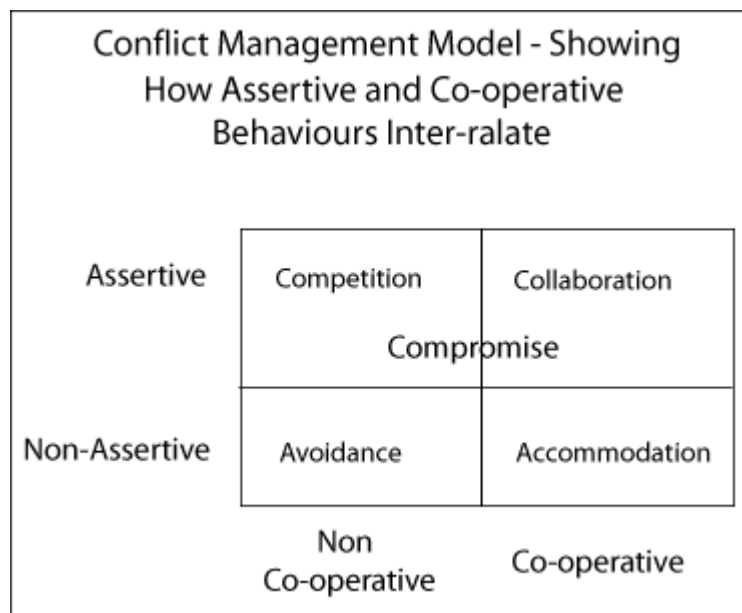 Conflict Management Model - Showing
How Assertive and Co-operative
Behaviours Inter-ralate
Assertive
Competition
Collaboration
Compromise
Non-Assertive
Avoidance
Accommodation
Non
Co-operative
Co-operative